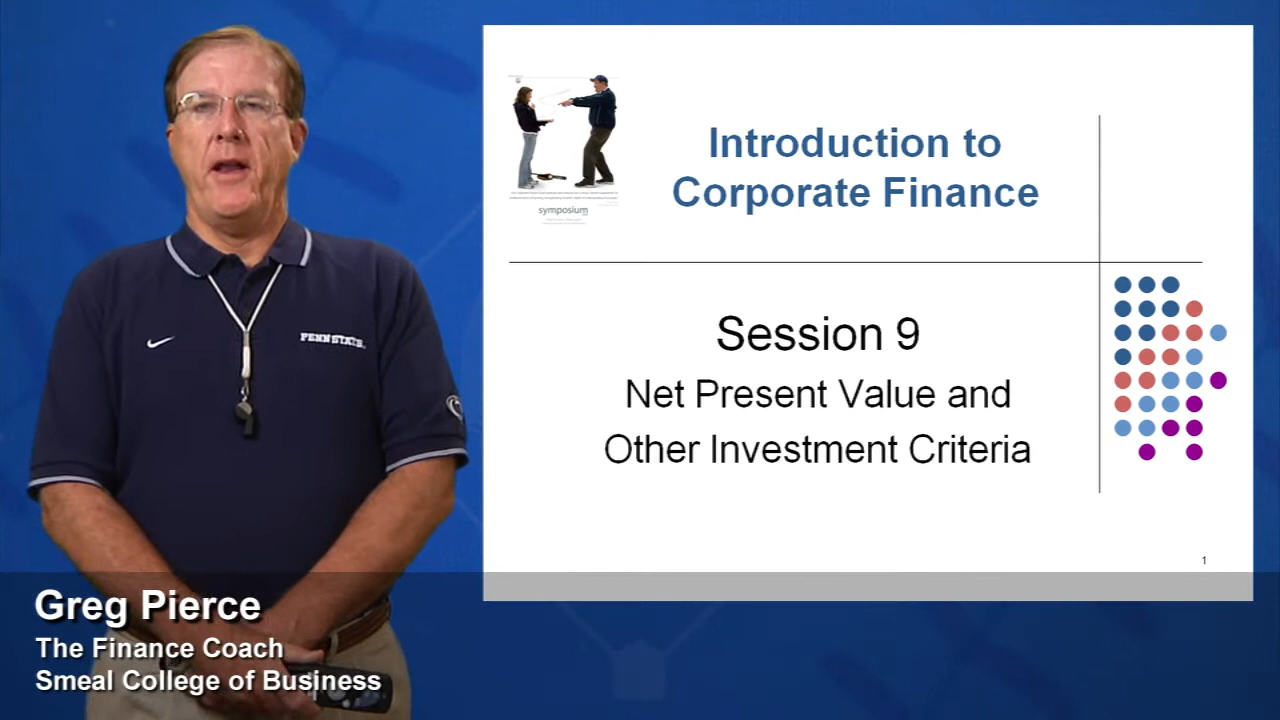 Introduction to
Corporate Finance
symposium
Session 9
Net Present Value and
Other Investment Criteria
1
PENN STATE
Greg Pierce
The Finance Coach
Smeal College of Business